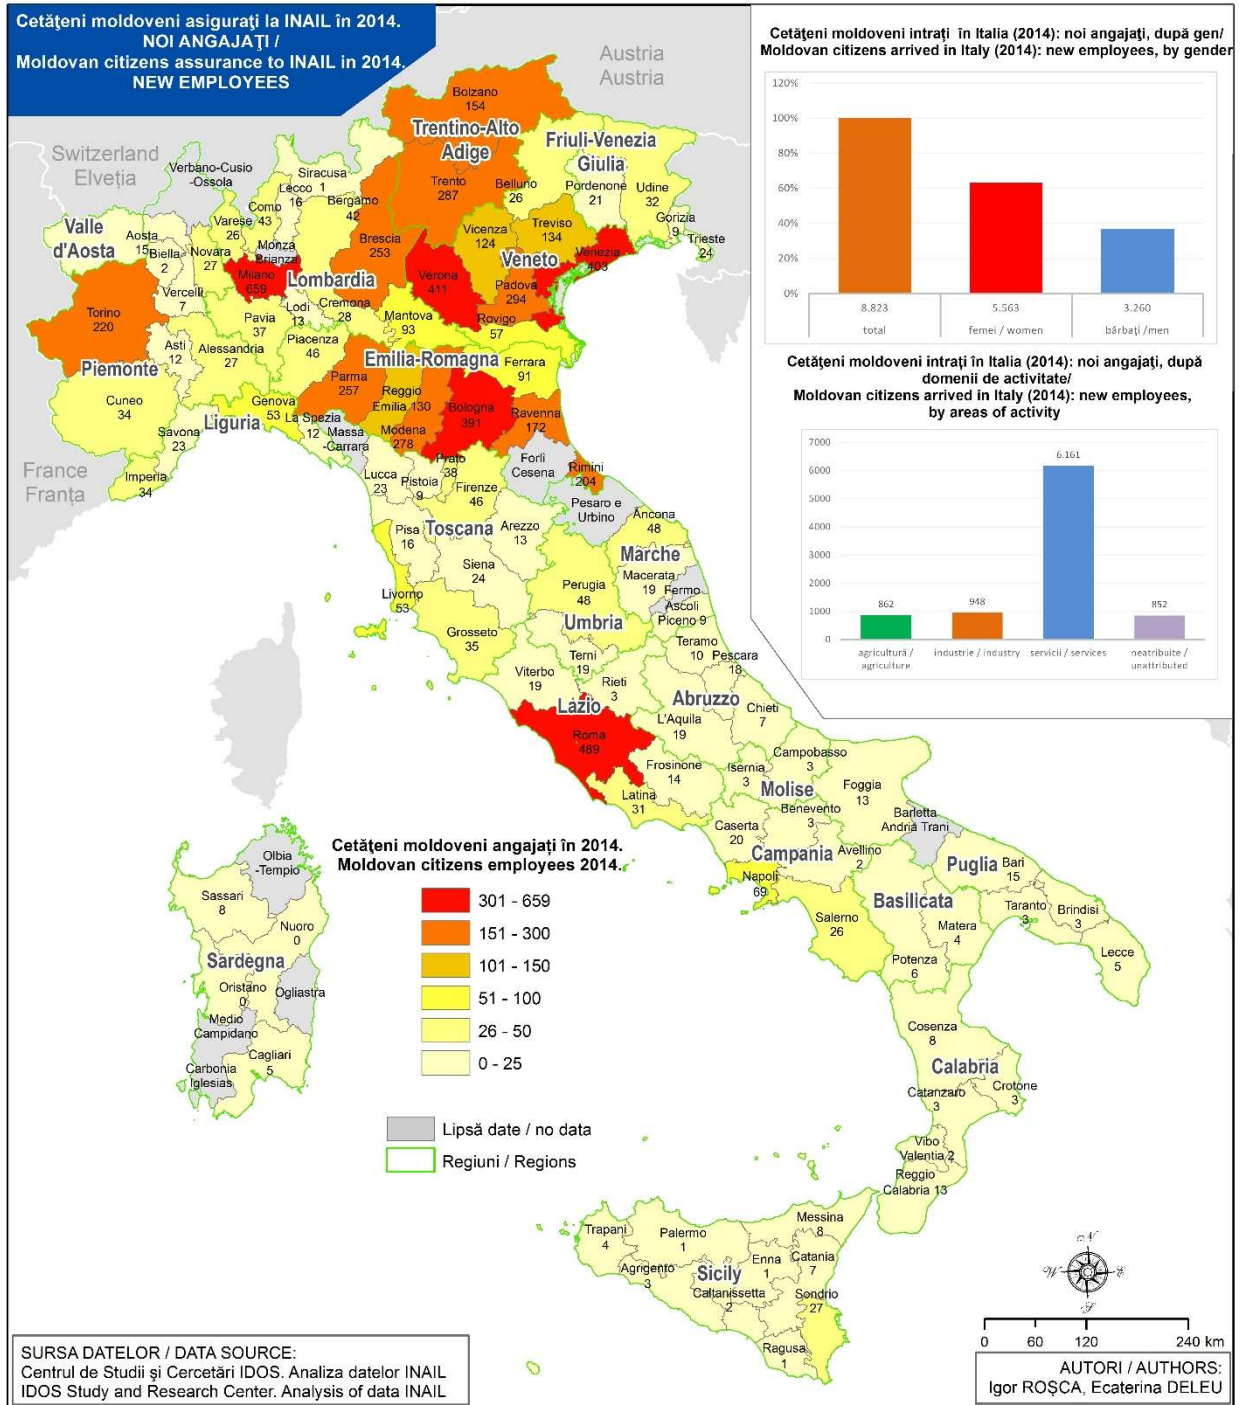 Cetăţeni moldoveni asiguraţi la INAIL în 2014.
NOI ANGAJAŢI /
Moldovan citizens assurance to INAIL in 2014.
NEW EMPLOYEES
Cetăţeni moldoveni intraţi în Italia (2014): noi angajaţi, după gen/
Moldovan citizens arrived in Italy (2014): new employees, by gender
120%
100%
80%
60%
40%
20%
0%
8.823
5.563
3.260
total
femei / women
bărbaţi /men
Cetăţeni moldoveni intraţi în Italia (2014): noi angajaţi, după
domenii de activitate/
Moldovan citizens arrived in Italy (2014): new employees,
by areas of activity
7000
6000
5000
4000
3000
2000
1000
0
862
948
6.161
852
agricultură /
agriculture
industrie / industry
servicii / services
neatribuite /
unattributed
Austria
Austria
Switzerland
Elveţia
France
Franţa
Bolzano
154
Trentino-Alto
Adige
Trento
287
Friuli-Venezia
Giulia
Belluno
26
Pordenone
21
Udine
32
Gorizia
9
Trieste
24
Verbano-Cusio
-Ossola
Siracusa
1
Lecco
16
Como
43
Varese
26
Bergamo
42
Monza
Brianza
Milano
659
Lombardia
Brescia
253
Lodi
13
Cremona
28
Mantova
93
Pavia
37
Valle
d'Aosta
Aosta
15
Biella
2
Novara
27
Vercelli
7
Torino
220
Asti
12
Alessandria
27
Piemonte
Cuneo
34
Vicenza
124
Treviso
134
Verona
411
Veneto
Venezia
403
Padova
294
Rovigo
57
Piacenza
46
Emilia-Romagna
Parma
257
Reggio
Emilia 130
Modena
278
Bologna
391
Ferrara
91
Ravenna
172
Forlì
Cesena
Rimini
204
Genova
53
La Spezia
12
Liguria
Savona
23
Imperia
34
Massa
-Carrara
Lucca
23
Pistoia
9
Prato
38
Firenze
46
Pisa
16
Toscana
Arezzo
13
Siena
24
Livorno
53
Grosseto
35
Pesaro e
Urbino
Ancona
48
Marche
Macerata
19
Fermo
Ascoli
Piceno 9
Perugia
48
Umbria
Terni
19
Viterbo
19
Rieti
3
Lazio
Roma
489
Frosinone
14
Latina
31
Teramo
10
Pescara
18
Abruzzo
Chieti
7
L'Aquila
19
Campobasso
3
Isernia
3
Molise
Foggia
13
Barletta
Andria Trani
Puglia
Bari
15
Taranto
3
Brindisi
3
Lecce
5
Benevento
3
Caserta
20
Campania
Avellino
2
Napoli
69
Salerno
26
Basilicata
Matera
4
Potenza
6
Cosenza
8
Calabria
Crotone
3
Catanzaro
3
Vibo
Valentia 2
Reggio
Calabria 13
Olbia
-Tempio
Sassari
8
Nuoro
0
Sardegna
Oristano
0
Ogliastra
Medio
Campidano
Cagliari
5
Carbonia
Iglesias
Messina
8
Trapani
4
Palermo
1
Enna
1
Catania
7
Agrigento
3
Sicily
Caltanissetta
2
Sondrio
27
Ragusa
1
Cetăţeni moldoveni angajaţi în 2014.
Moldovan citizens employees 2014.
301 - 659
151 - 300
101 - 150
51 - 100
26 - 50
0 - 25
Lipsă date / no data
Regiuni / Regions
N
W
E
S
0 60 120 240 km
SURSA DATELOR / DATA SOURCE:
Centrul de Studii şi Cercetări IDOS. Analiza datelor INAIL
IDOS Study and Research Center. Analysis of data INAIL
AUTORI / AUTHORS:
Igor ROŞCA, Ecaterina DELEU